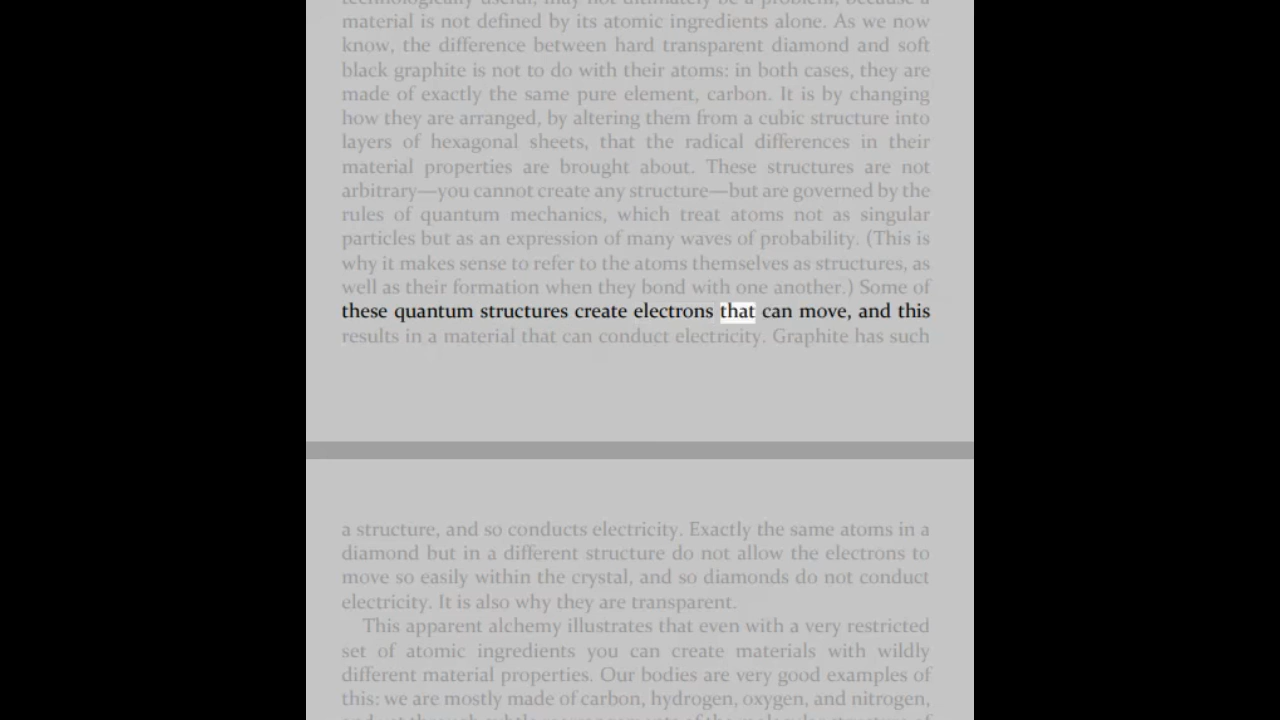 technologically useful, may not ultimately be a problem, because a
material is not defined by its atomic ingredients alone. As we now
know, the difference between hard transparent diamond and soft
black graphite is not to do with their atoms: in both cases, they are
made of exactly the same pure element, carbon. It is by changing
how they are arranged, by altering them from a cubic structure into
layers of hexagonal sheets, that the radical differences in their
material properties are brought about. These structures are not
arbitrary—you cannot create any structure—but are governed by the
rules of quantum mechanics, which treat atoms not as singular
particles but as an expression of many waves of probability. (This is
why it makes sense to refer to the atoms themselves as structures, as
well as their formation when they bond with one another.) Some of
these quantum structures create electrons that can move, and this
results in a material that can conduct electricity. Graphite has such
a structure, and so conducts electricity. Exactly the same atoms in a
diamond but in a different structure do not allow the electrons to
move so easily within the crystal, and so diamonds do not conduct
electricity. It is also why they are transparent.
This apparent alchemy illustrates that even with a very restricted
set of atomic ingredients you can create materials with wildly
different material properties. Our bodies are very good examples of
this: we are mostly made of carbon, hydrogen, oxygen, and nitrogen,